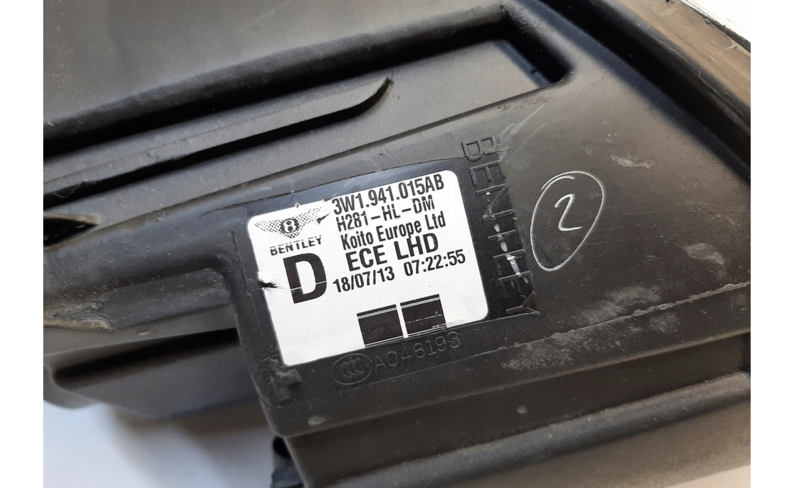 3W1.941.015AB
H281-HL-DM
Koito Europe Ltd
ECE LHD
18/07/13 07:22:55
B
BENTLEY
D
BENTLEY
2
CCC A046193